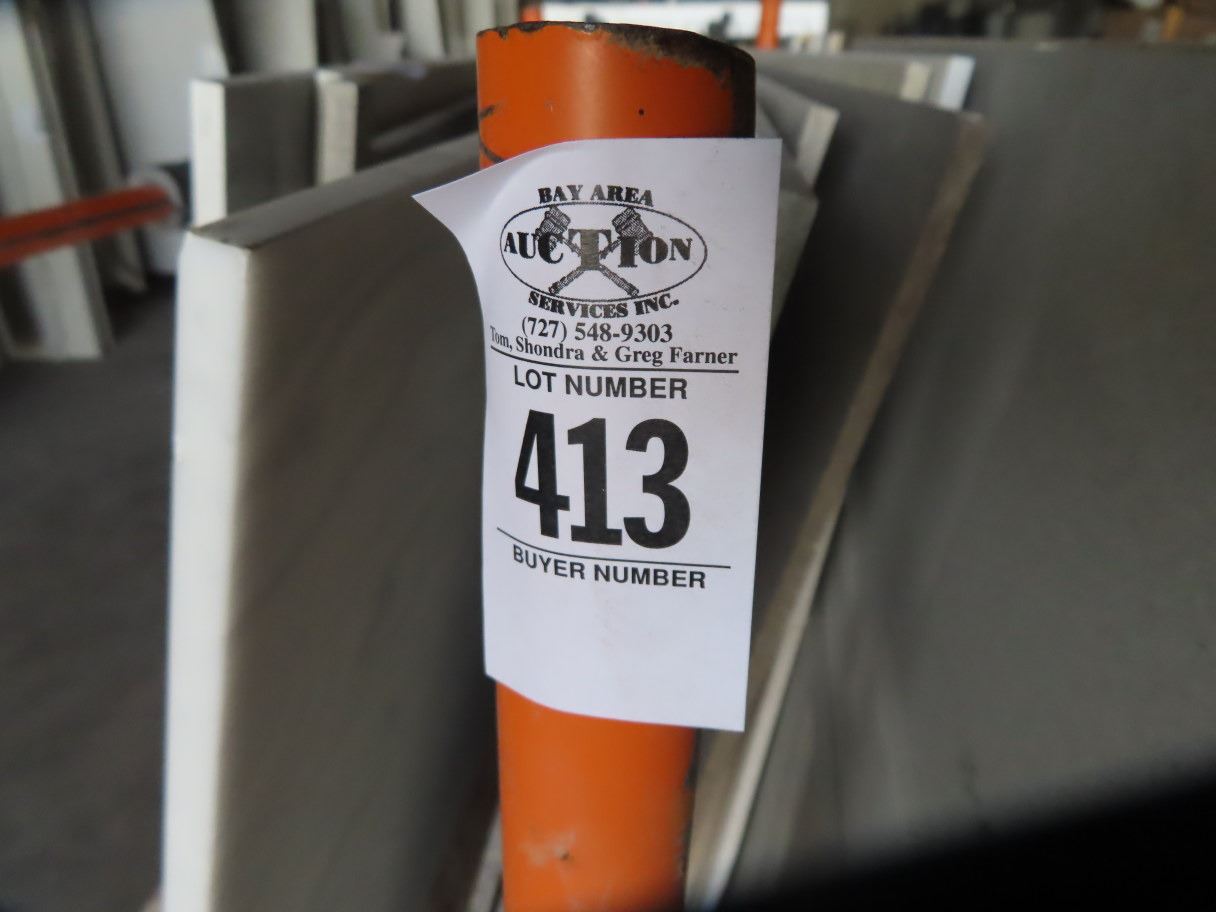 BAY AREA
AUCTION
SERVICES INC.
(727) 548-9303
Tom, Shondra & Greg Farner
LOT NUMBER
413
BUYER NUMBER